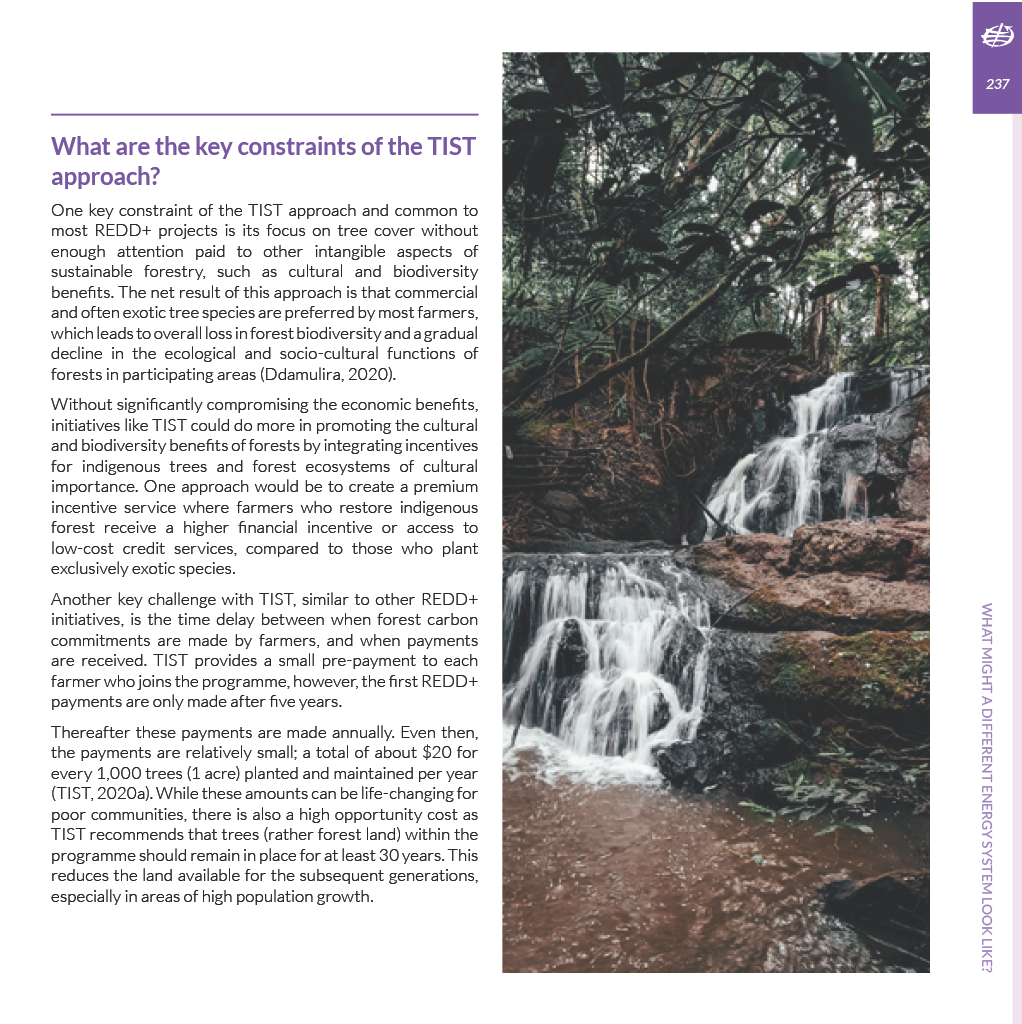 237
What are the key constraints of the TIST
approach?
One key constraint of the TIST approach and common to
most REDD+ projects is its focus on tree cover without
enough attention paid to other intangible aspects of
sustainable forestry, such as cultural and biodiversity
benefits. The net result of this approach is that commercial
and often exotic tree species are preferred by most farmers,
which leads to overall loss in forest biodiversity and a gradual
decline in the ecological and socio-cultural functions of
forests in participating areas (Ddamulira, 2020).
Without significantly compromising the economic benefits,
initiatives like TIST could do more in promoting the cultural
and biodiversity benefits of forests by integrating incentives
for indigenous trees and forest ecosystems of cultural
importance. One approach would be to create a premium
incentive service where farmers who restore indigenous
forest receive a higher financial incentive or access to
low-cost credit services, compared to those who plant
exclusively exotic species.
Another key challenge with TIST, similar to other REDD+
initiatives, is the time delay between when forest carbon
commitments are made by farmers, and when payments
are received. TIST provides a small pre-payment to each
farmer who joins the programme, however, the first REDD+
payments are only made after five years.
Thereafter these payments are made annually. Even then,
the payments are relatively small; a total of about $20 for
every 1,000 trees (1 acre) planted and maintained per year
(TIST, 2020a). While these amounts can be life-changing for
poor communities, there is also a high opportunity cost as
TIST recommends that trees (rather forest land) within the
programme should remain in place for at least 30 years. This
reduces the land available for the subsequent generations,
especially in areas of high population growth.
WHAT MIGHT A DIFFERENT ENERGY SYSTEM LOOK LIKE?